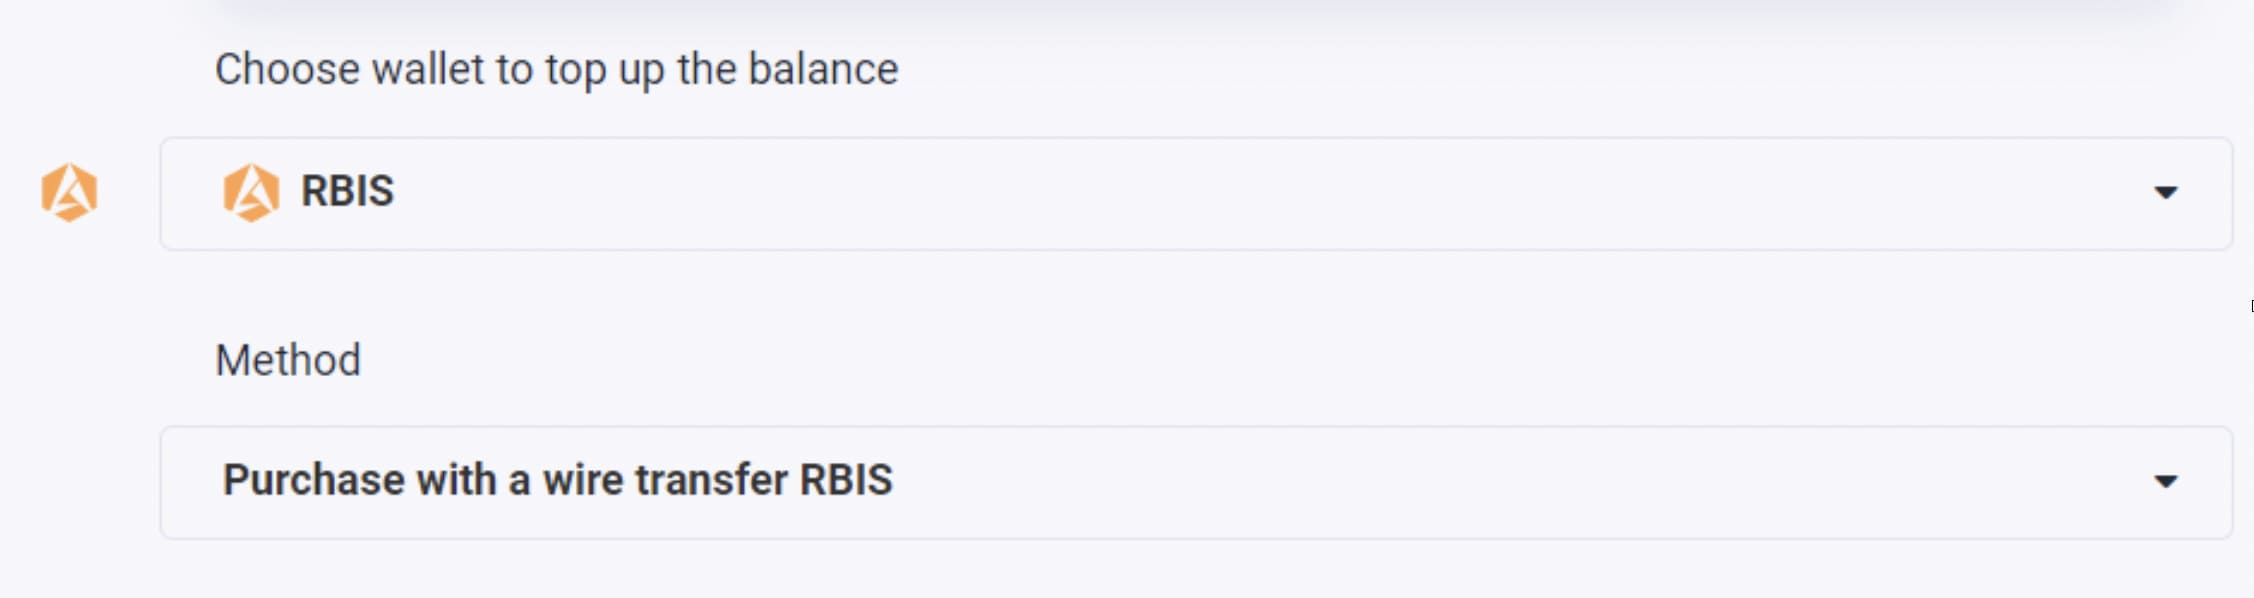 Choose wallet to top up the balance
RBIS
Method
Purchase with a wire transfer RBIS